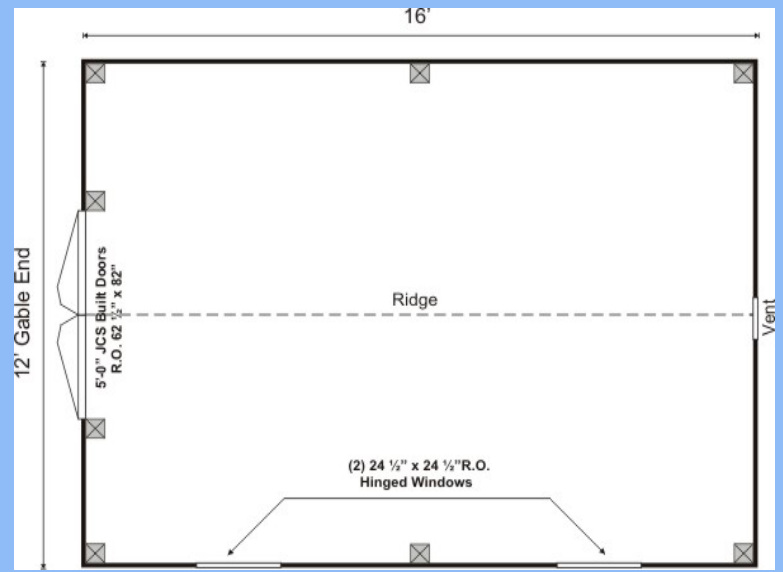 16'
12' Gable End
5'-0" JCS Built Doors
R.O. 62 ½" x 82"
Ridge
Vent
(2) 24 ½" x 24 ½"R.O.
Hinged Windows